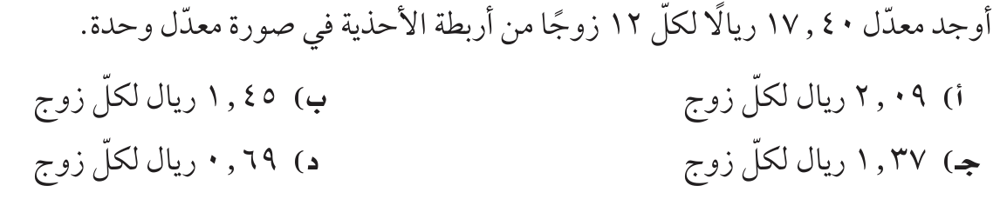 أوجد معدّل ١٧,٤٠ ريالًا لكلّ ١٢ زوجًا من أربطة الأحذية في صورة معدّل وحدة.
أ) ٢,٠٩ ريال لكلّ زوج ب) ١,٤٥ ريال لكلّ زوج
جـ) ١,٣٧ ريال لكلّ زوج د) ٠,٦٩ ريال لكلّ زوج